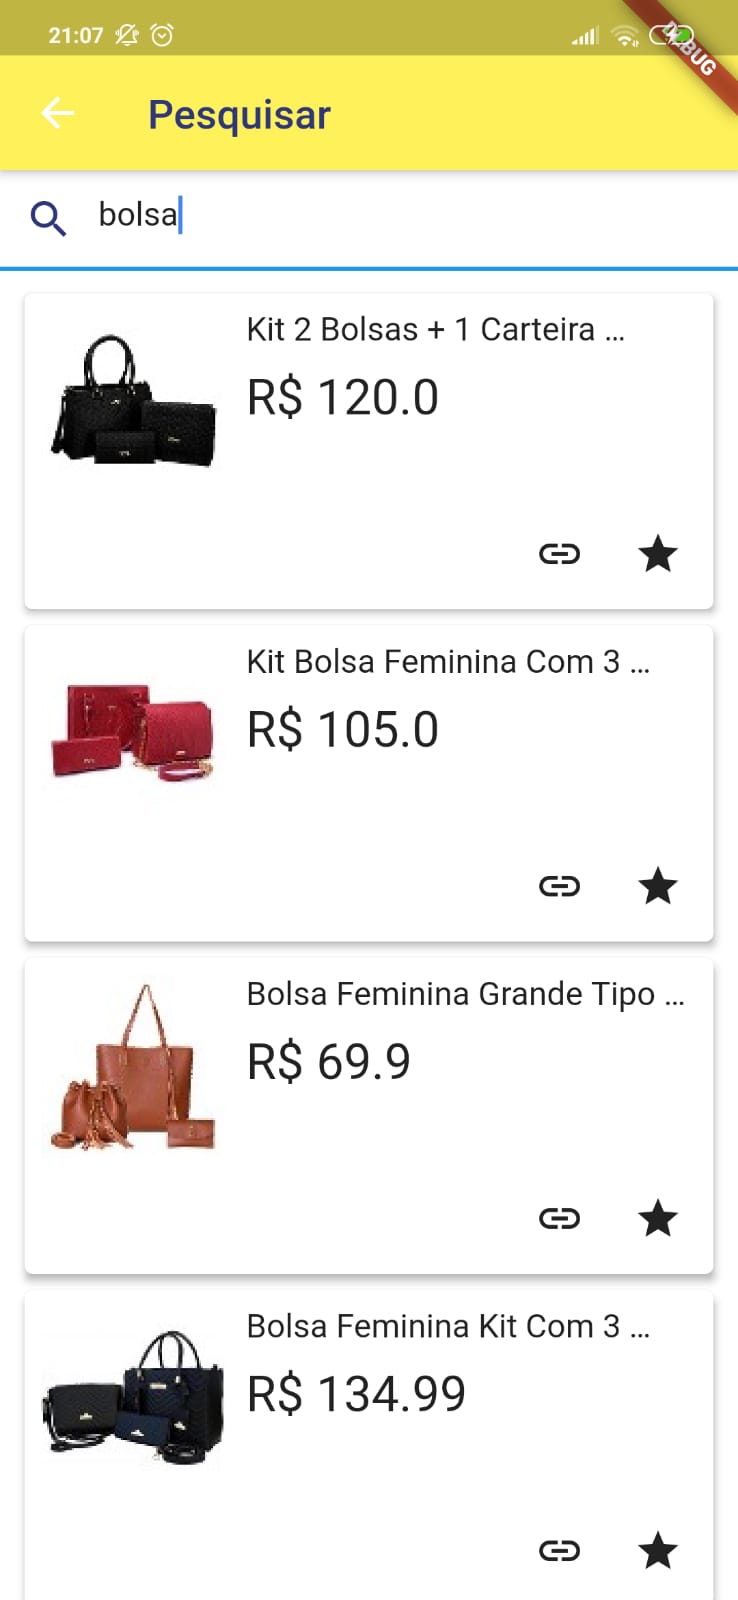 21:07
DEBUG
Pesquisar
bolsa
Kit 2 Bolsas + 1 Carteira ...
R$ 120.0
Kit Bolsa Feminina Com 3 ...
R$ 105.0
Bolsa Feminina Grande Tipo ...
R$ 69.9
Bolsa Feminina Kit Com 3 ...
R$ 134.99